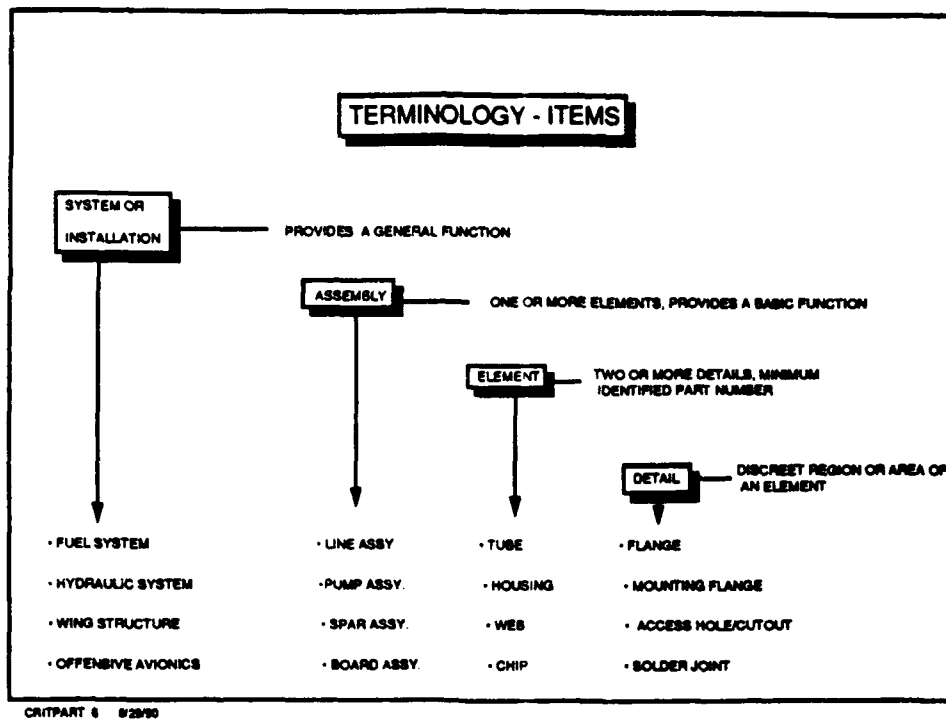 TERMINOLOGY - ITEMS
SYSTEM OR
INSTALLATION
PROVIDES A GENERAL FUNCTION
ASSEMBLY
ONE OR MORE ELEMENTS, PROVIDES A BASIC FUNCTION
ELEMENT
TWO OR MORE DETAILS, MINIMUM
IDENTIFIED PART NUMBER
DETAIL
DISCREET REGION OR AREA OF
AN ELEMENT
• FUEL SYSTEM
• HYDRAULIC SYSTEM
• WING STRUCTURE
• OFFENSIVE AVIONICS
• LINE ASSY
• PUMP ASSY.
• SPAR ASSY.
• BOARD ASSY.
• TUBE
• HOUSING
• WEB
• CHIP
• FLANGE
• MOUNTING FLANGE
• ACCESS HOLE/CUTOUT
• SOLDER JOINT
CRITPART 6